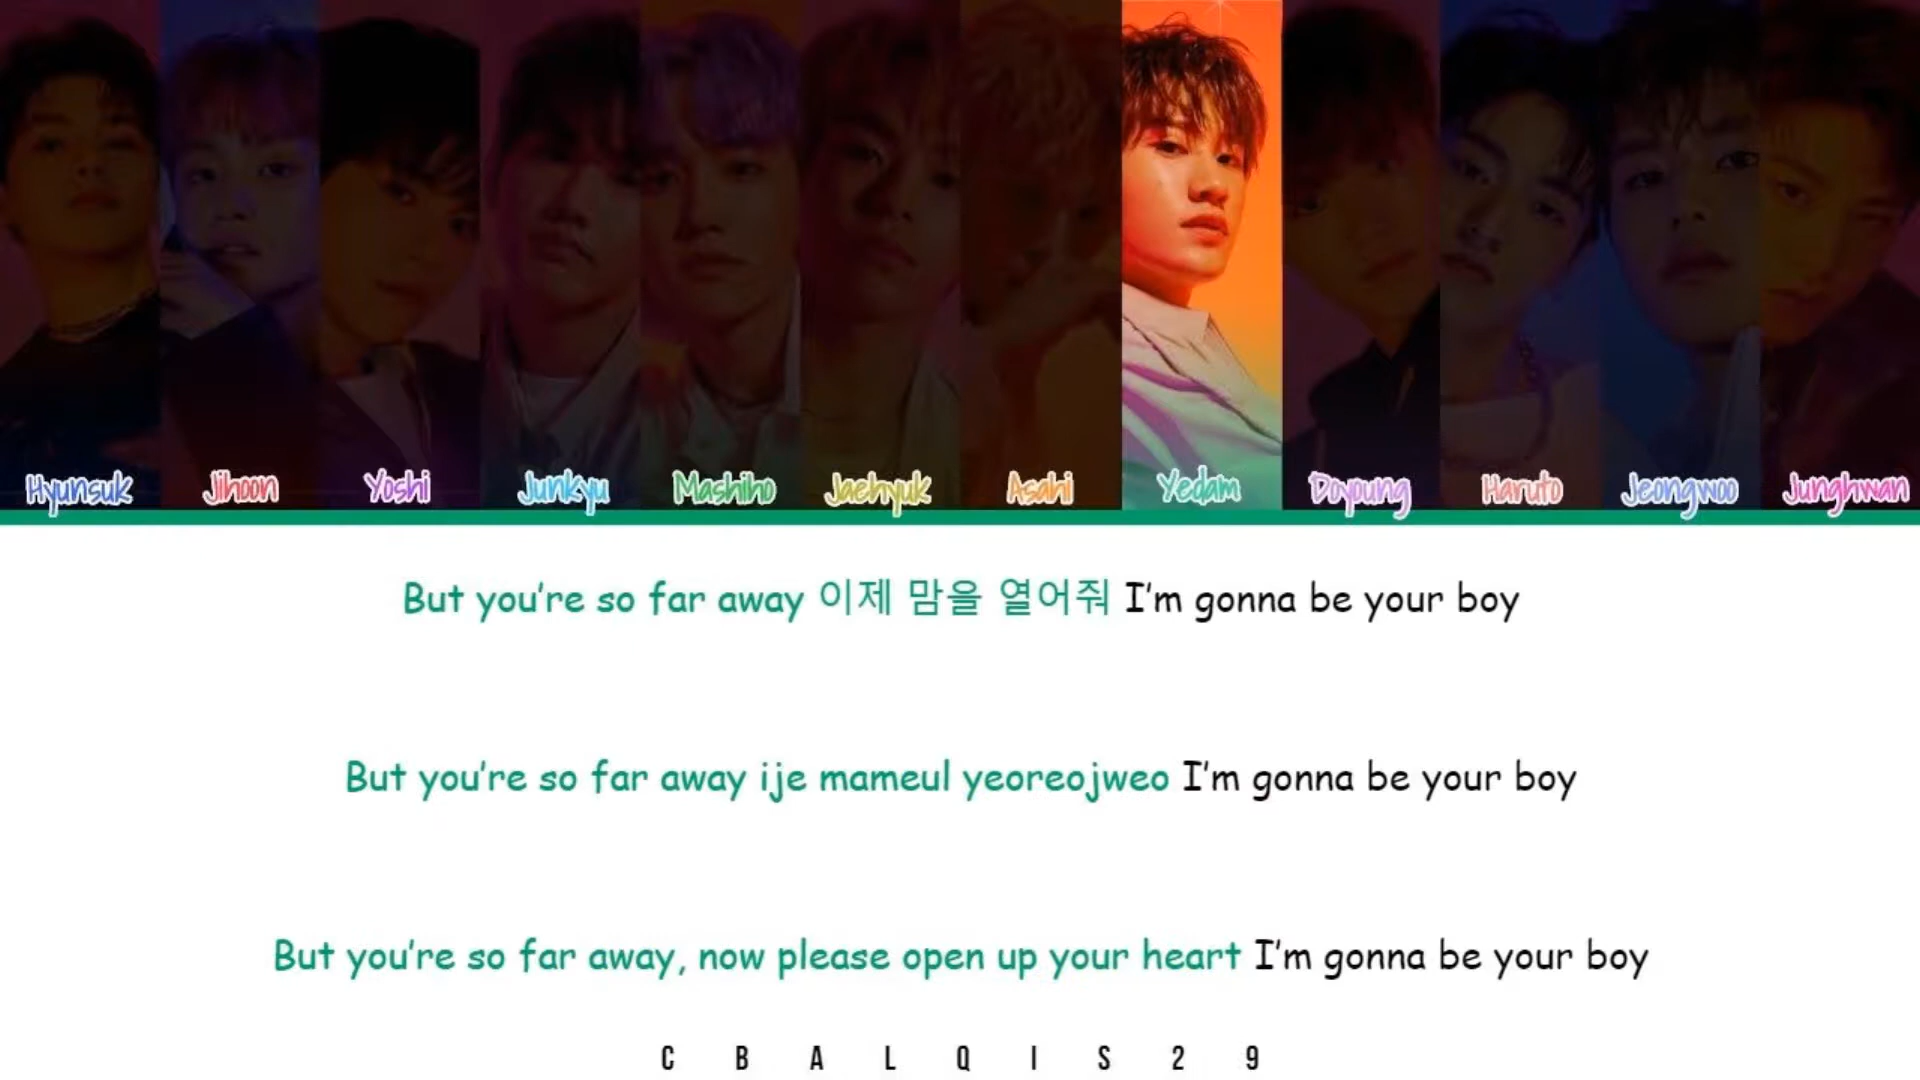 Hyunsuk Jihoon Yoshi Junkyu Mashiho Jaehyuk Asahi Yedam Doyoung Haruto Jeongwoo Junghwan
But you're so far away 이제 맘을 열어줘 I'm gonna be your boy
But you're so far away ije mameul yeoreojweo I'm gonna be your boy
But you're so far away, now please open up your heart I'm gonna be your boy
CBALQIS29